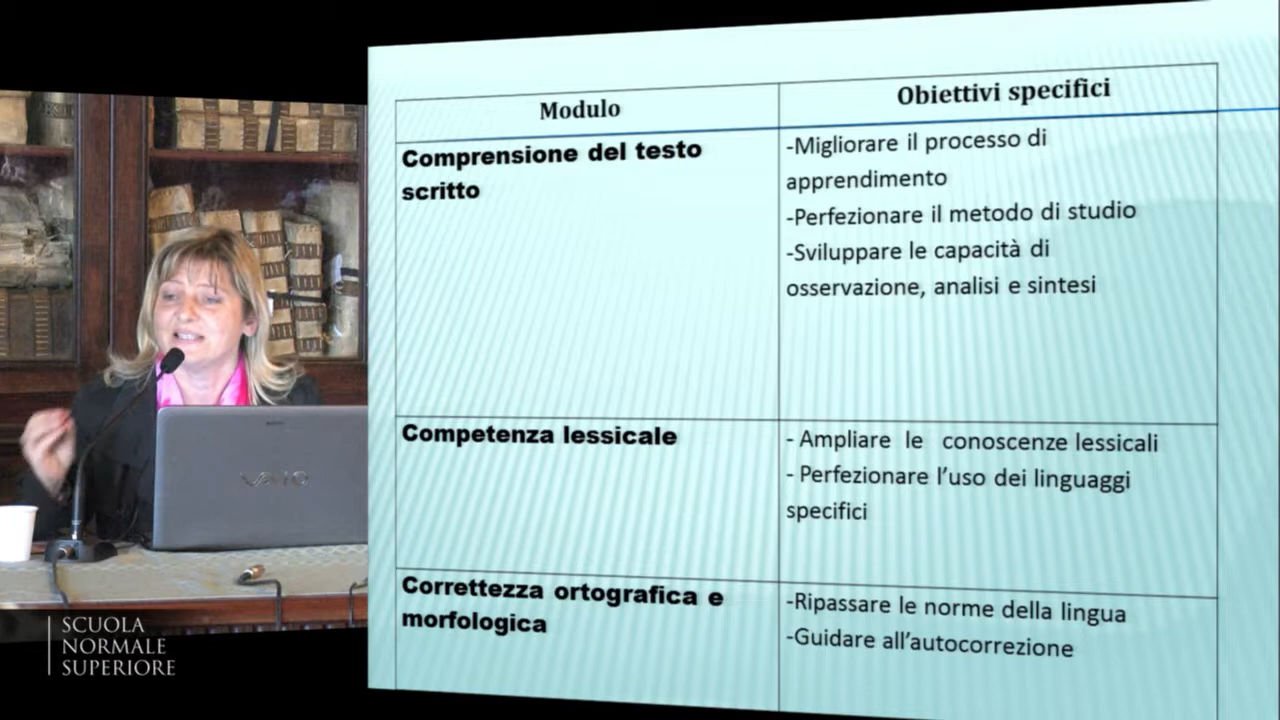 Modulo
Obiettivi specifici
Comprensione del testo
scritto
-Migliorare il processo di
apprendimento
-Perfezionare il metodo di studio
-Sviluppare le capacità di
osservazione, analisi e sintesi
Competenza lessicale
- Ampliare le conoscenze lessicali
- Perfezionare l'uso dei linguaggi
specifici
Correttezza ortografica e
morfologica
-Ripassare le norme della lingua
-Guidare all'autocorrezione
VAIO
SCUOLA
NORMALE
SUPERIORE